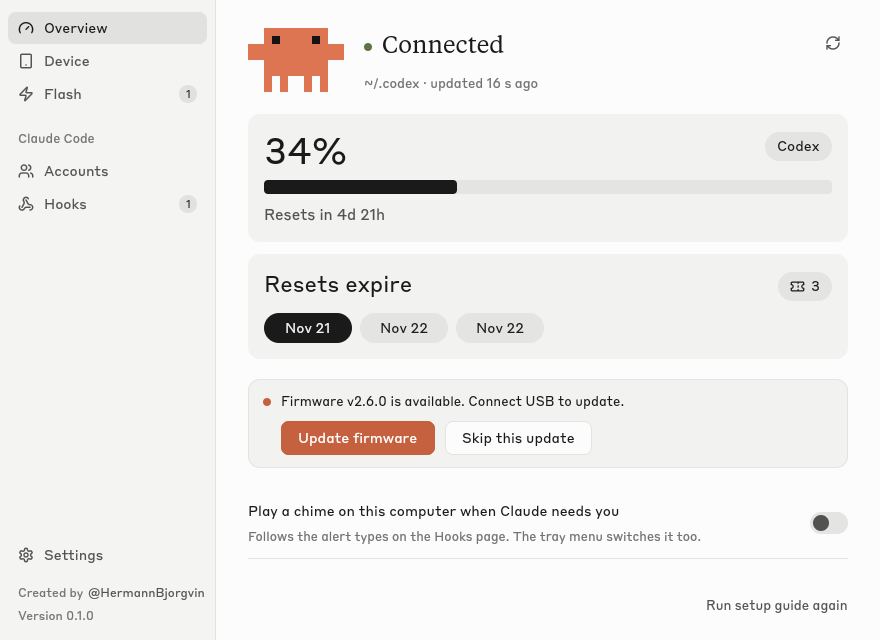 Overview
Device
Flash 1
Claude Code
Accounts
Hooks 1
Settings
Created by @HermannBjorgvin
Version 0.1.0
Connected
~/.codex · updated 16 s ago
34%
Codex
Resets in 4d 21h
Resets expire
3
Nov 21 Nov 22 Nov 22
Firmware v2.6.0 is available. Connect USB to update.
Update firmware Skip this update
Play a chime on this computer when Claude needs you
Follows the alert types on the Hooks page. The tray menu switches it too.
Run setup guide again